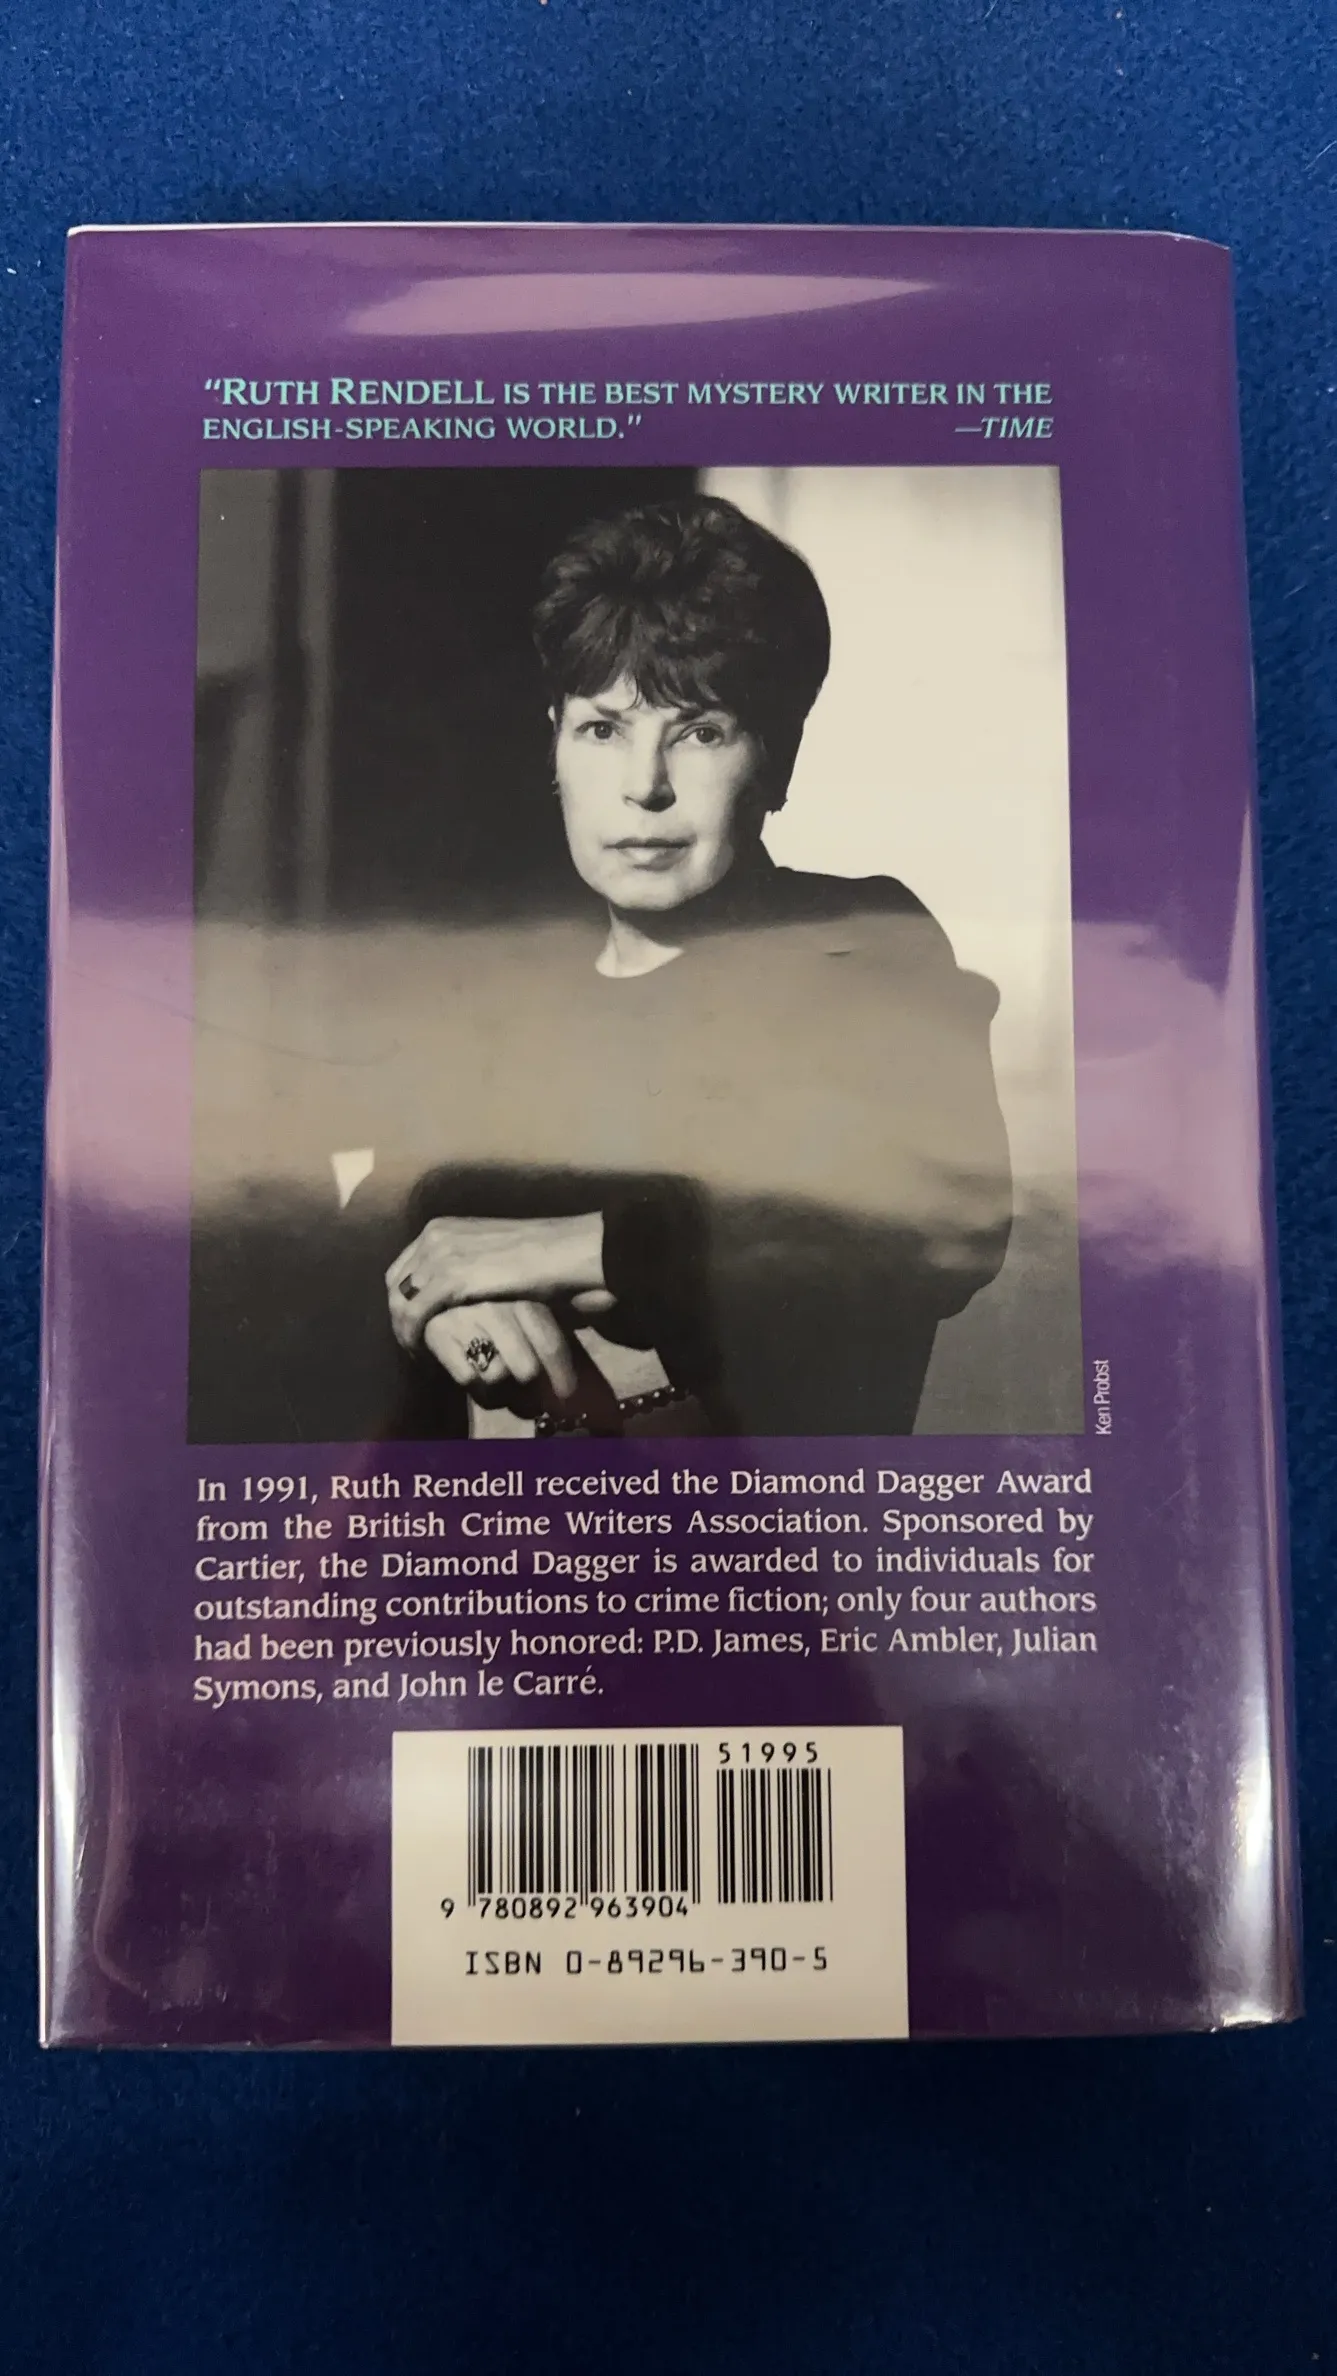 “RUTH RENDELL IS THE BEST MYSTERY WRITER IN THE
ENGLISH-SPEAKING WORLD.” —TIME
Ken Probst
In 1991, Ruth Rendell received the Diamond Dagger Award
from the British Crime Writers Association. Sponsored by
Cartier, the Diamond Dagger is awarded to individuals for
outstanding contributions to crime fiction; only four authors
had been previously honored: P.D. James, Eric Ambler, Julian
Symons, and John le Carré.
51995
9 780892 963904
ISBN 0-89296-390-5